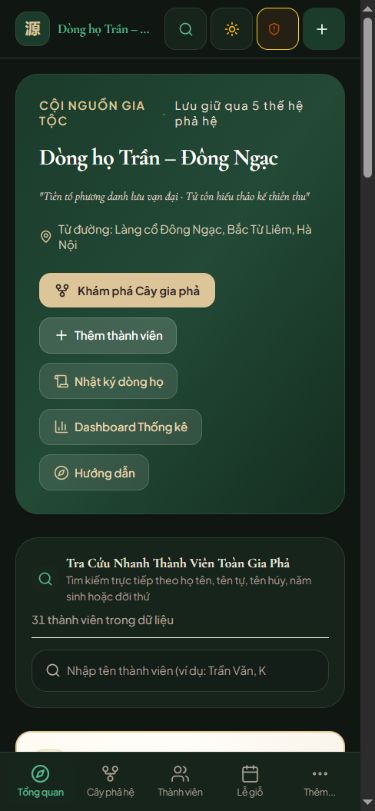 源 Dòng họ Trần – ...
CỘI NGUỒN GIA
TỘC
·
Lưu giữ qua 5 thế hệ
phả hệ
Dòng họ Trần – Đông Ngạc
"Tiên tổ phương danh lưu vạn đại · Tử tôn hiếu thảo kế thiên thu"
Từ đường: Làng cổ Đông Ngạc, Bắc Từ Liêm, Hà
Nội
Khám phá Cây gia phả
Thêm thành viên
Nhật ký dòng họ
Dashboard Thống kê
Hướng dẫn
Tra Cứu Nhanh Thành Viên Toàn Gia Phả
Tìm kiếm trực tiếp theo họ tên, tên tự, tên húy, năm
sinh hoặc đời thứ
31 thành viên trong dữ liệu
Nhập tên thành viên (ví dụ: Trần Văn, K
Tổng quan Cây phả hệ Thành viên Lễ giỗ Thêm...